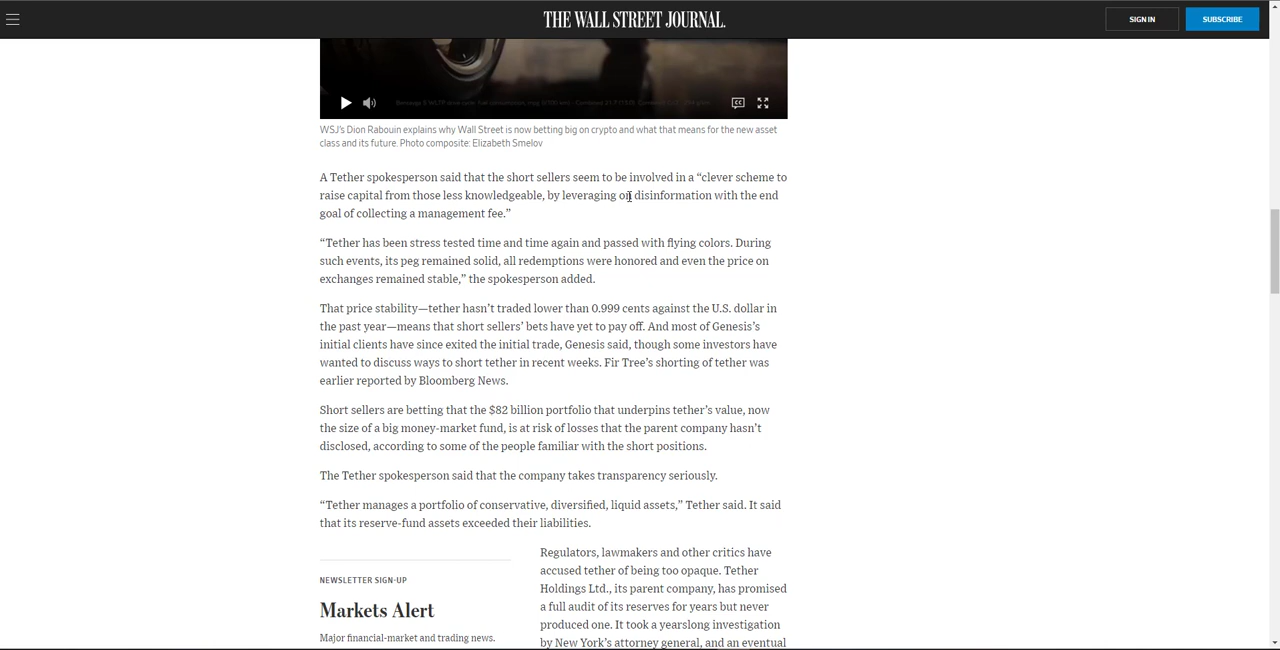 THE WALL STREET JOURNAL.
SIGN IN
SUBSCRIBE
WSJ's Dion Rabouin explains why Wall Street is now betting big on crypto and what that means for the new asset
class and its future. Photo composite: Elizabeth Smelov
A Tether spokesperson said that the short sellers seem to be involved in a “clever scheme to
raise capital from those less knowledgeable, by leveraging on disinformation with the end
goal of collecting a management fee.”
“Tether has been stress tested time and time again and passed with flying colors. During
such events, its peg remained solid, all redemptions were honored and even the price on
exchanges remained stable,” the spokesperson added.
That price stability—tether hasn’t traded lower than 0.999 cents against the U.S. dollar in
the past year—means that short sellers’ bets have yet to pay off. And most of Genesis’s
initial clients have since exited the initial trade, Genesis said, though some investors have
wanted to discuss ways to short tether in recent weeks. Fir Tree’s shorting of tether was
earlier reported by Bloomberg News.
Short sellers are betting that the $82 billion portfolio that underpins tether’s value, now
the size of a big money-market fund, is at risk of losses that the parent company hasn’t
disclosed, according to some of the people familiar with the short positions.
The Tether spokesperson said that the company takes transparency seriously.
“Tether manages a portfolio of conservative, diversified, liquid assets,” Tether said. It said
that its reserve-fund assets exceeded their liabilities.
NEWSLETTER SIGN-UP
Markets Alert
Major financial-market and trading news.
Regulators, lawmakers and other critics have
accused tether of being too opaque. Tether
Holdings Ltd., its parent company, has promised
a full audit of its reserves for years but never
produced one. It took a yearslong investigation
by New York’s attorney general, and an eventual